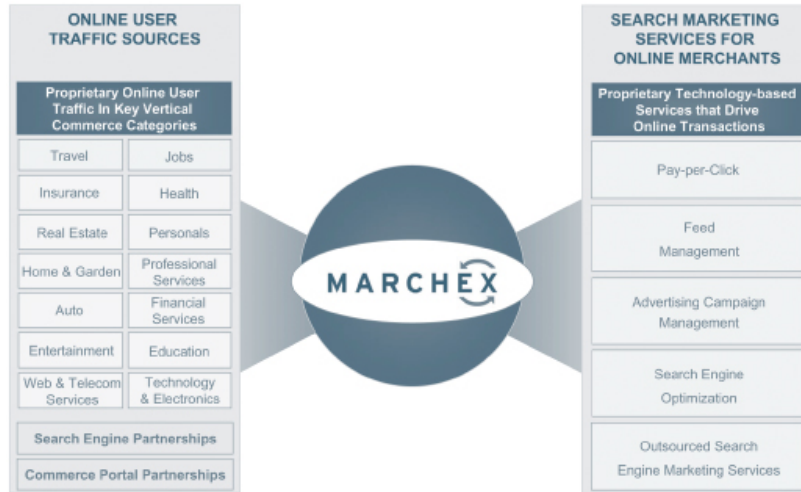 ONLINE USER
TRAFFIC SOURCES
Proprietary Online User
Traffic In Key Vertical
Commerce Categories
Travel
Jobs
Insurance
Health
Real Estate
Personals
Home & Garden
Professional
Services
Auto
Financial
Services
Entertainment
Education
Web & Telecom
Services
Technology
& Electronics
Search Engine Partnerships
Commerce Portal Partnerships
MARCHEX
SEARCH MARKETING
SERVICES FOR
ONLINE MERCHANTS
Proprietary Technology-based
Services that Drive
Online Transactions
Pay-per-Click
Feed
Management
Advertising Campaign
Management
Search Engine
Optimization
Outsourced Search
Engine Marketing Services